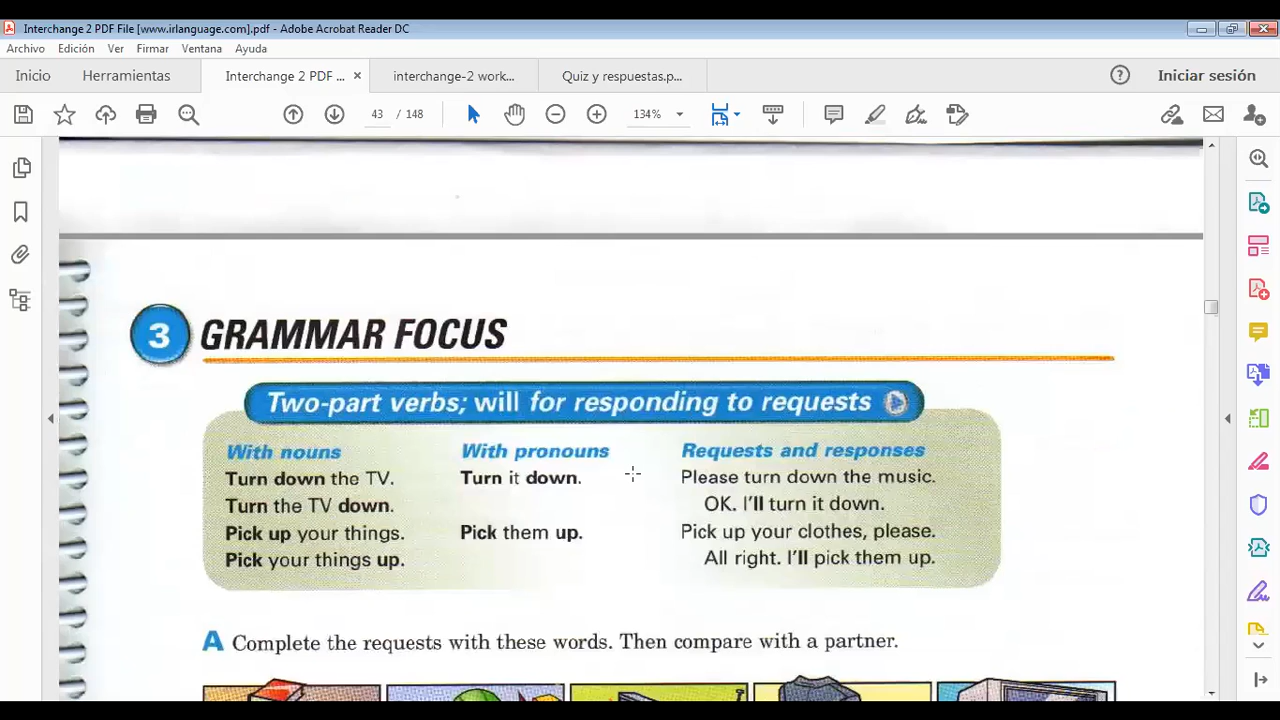 Interchange 2 PDF File [www.irlanguage.com].pdf - Adobe Acrobat Reader DC
Archivo Edición Ver Firmar Ventana Ayuda
Inicio Herramientas Interchange 2 PDF ... × interchange-2 work... Quiz y respuestas.p... Iniciar sesión
43 / 148 134%
3 GRAMMAR FOCUS
Two-part verbs; will for responding to requests
With nouns With pronouns Requests and responses
Turn down the TV. Turn it down. Please turn down the music.
Turn the TV down. OK. I'll turn it down.
Pick up your things. Pick them up. Pick up your clothes, please.
Pick your things up. All right. I'll pick them up.
A Complete the requests with these words. Then compare with a partner.